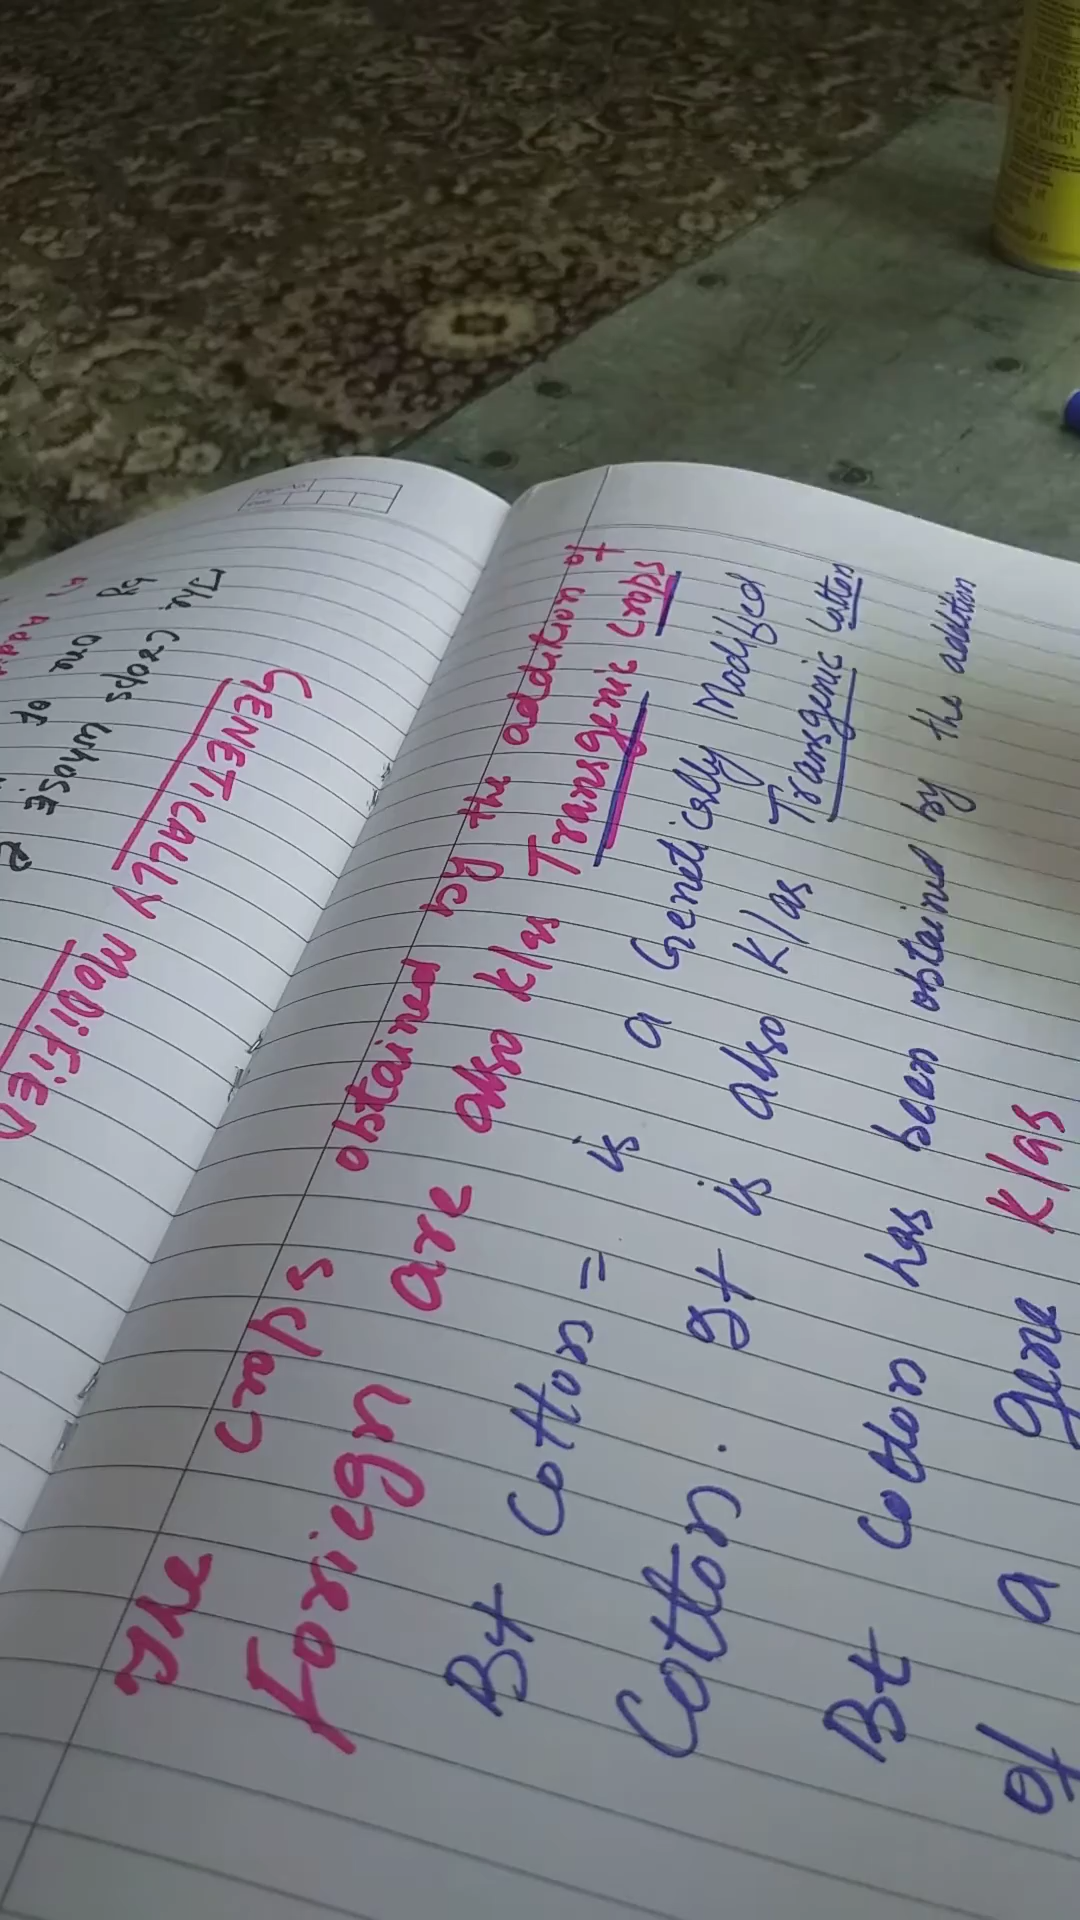 GENETICALLY MODIFIED
The crops whose
by one of
The crops obtained by the addition of
foriegn are also k/as Transgenic crops
Bt cotton = is a Genetically Modified
Cotton. It is also k/as Transgenic Cotton
Bt cotton has been obtained by the addition
of a gene k/as